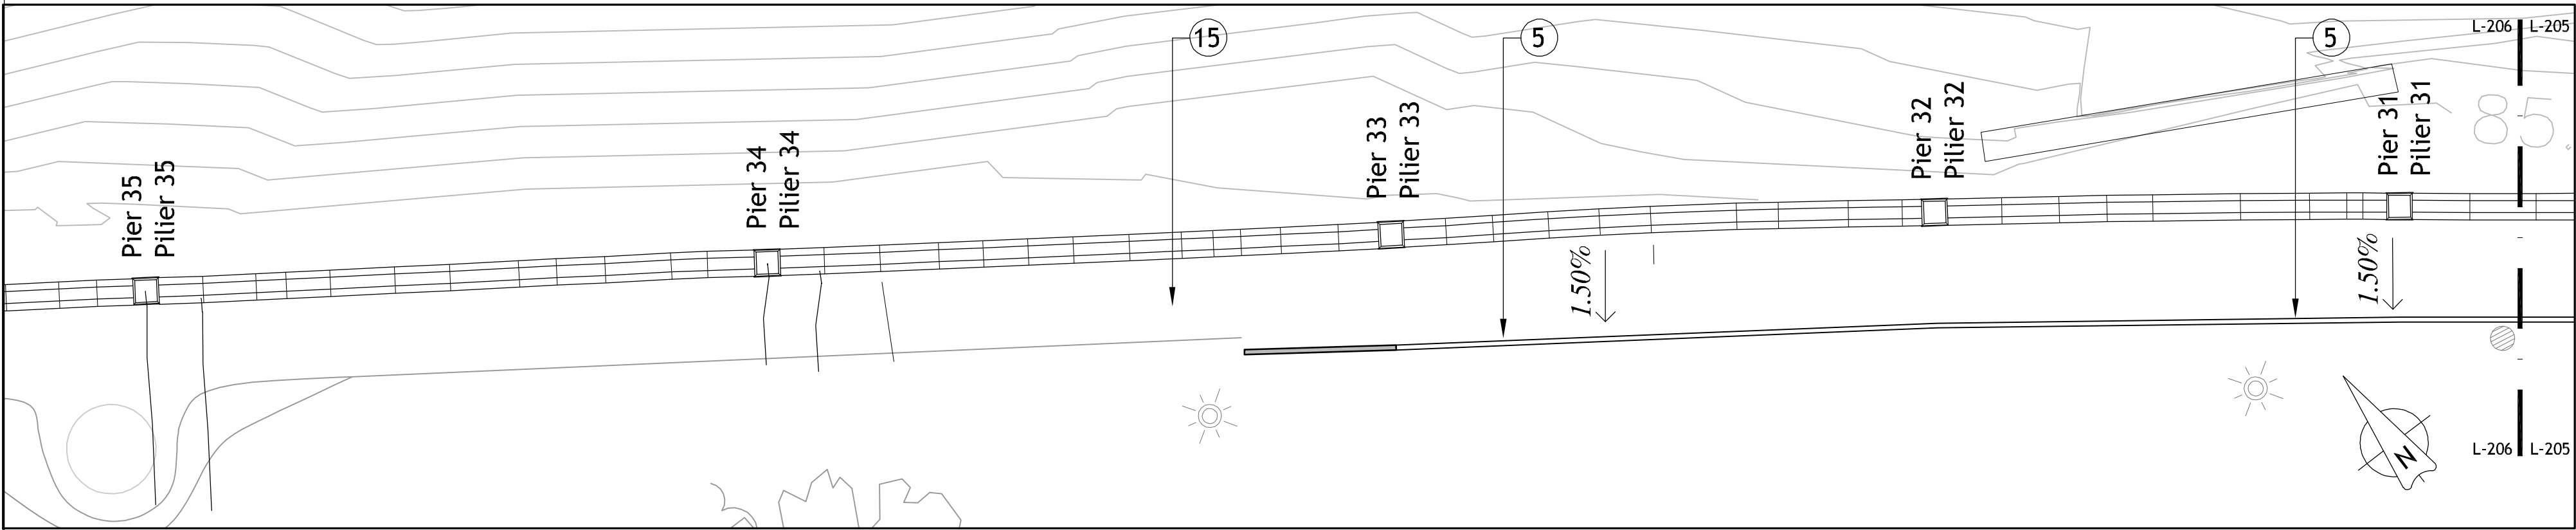 15
5
5
L-206
L-205
Pier 35
Pilier 35
Pier 34
Pilier 34
Pier 33
Pilier 33
Pier 32
Pilier 32
Pier 31
Pilier 31
85.
1.50%
1.50%
N
L-206
L-205